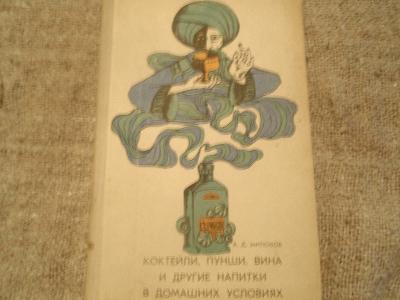 КОКТЕЙЛИ, ПУНШИ, ВИНА
И ДРУГИЕ НАПИТКИ
В ДОМАШНИХ УСЛОВИЯХ